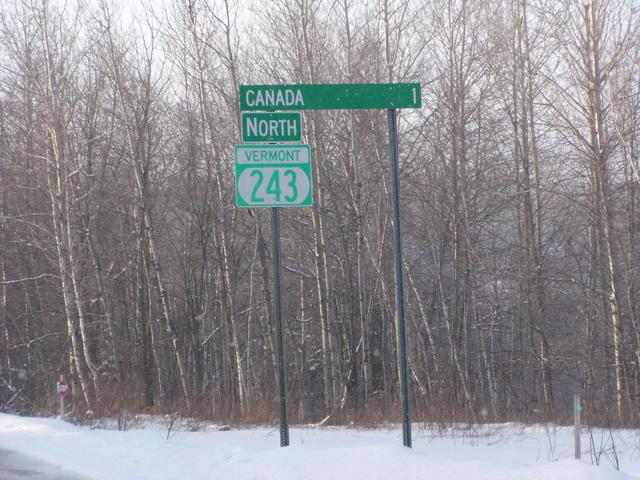 CANADA 1
NORTH
VERMONT
243